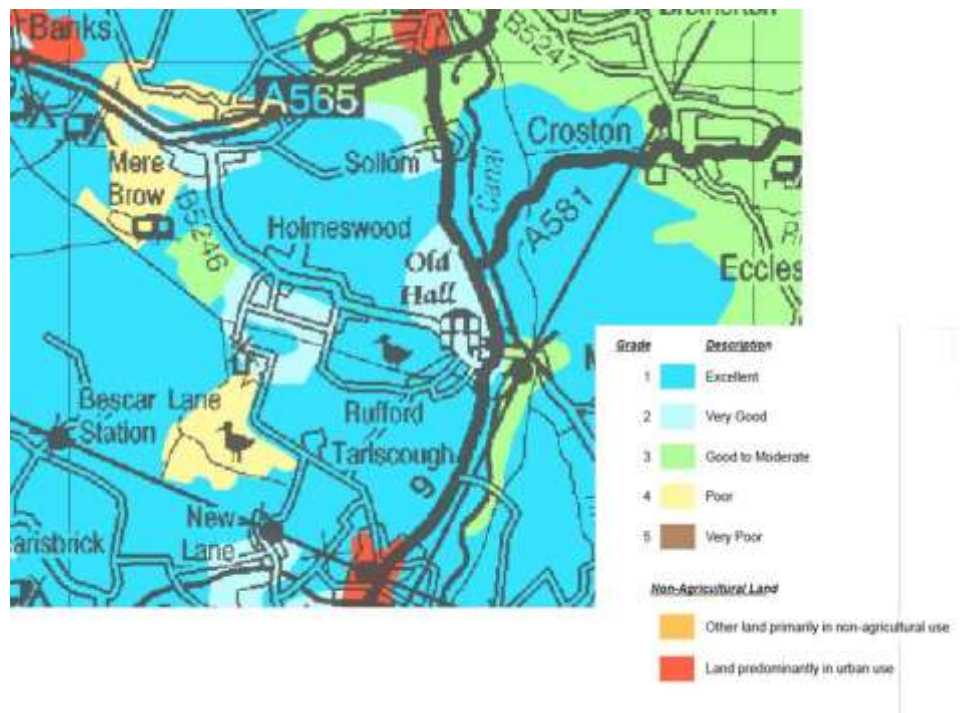 Banks
B5247
A565
Croston
Mere
Brow
Sollom
Canal
B5246
Holmeswood
A581
Old
Hall
Eccles
Grade Description
1 Excellent
2 Very Good
3 Good to Moderate
4 Poor
5 Very Poor
Bescar Lane
Station
Rufford
Tarlscough
9
New
Lane
arisbrick
Non-Agricultural Land
Other land primarily in non-agricultural use
Land predominantly in urban use